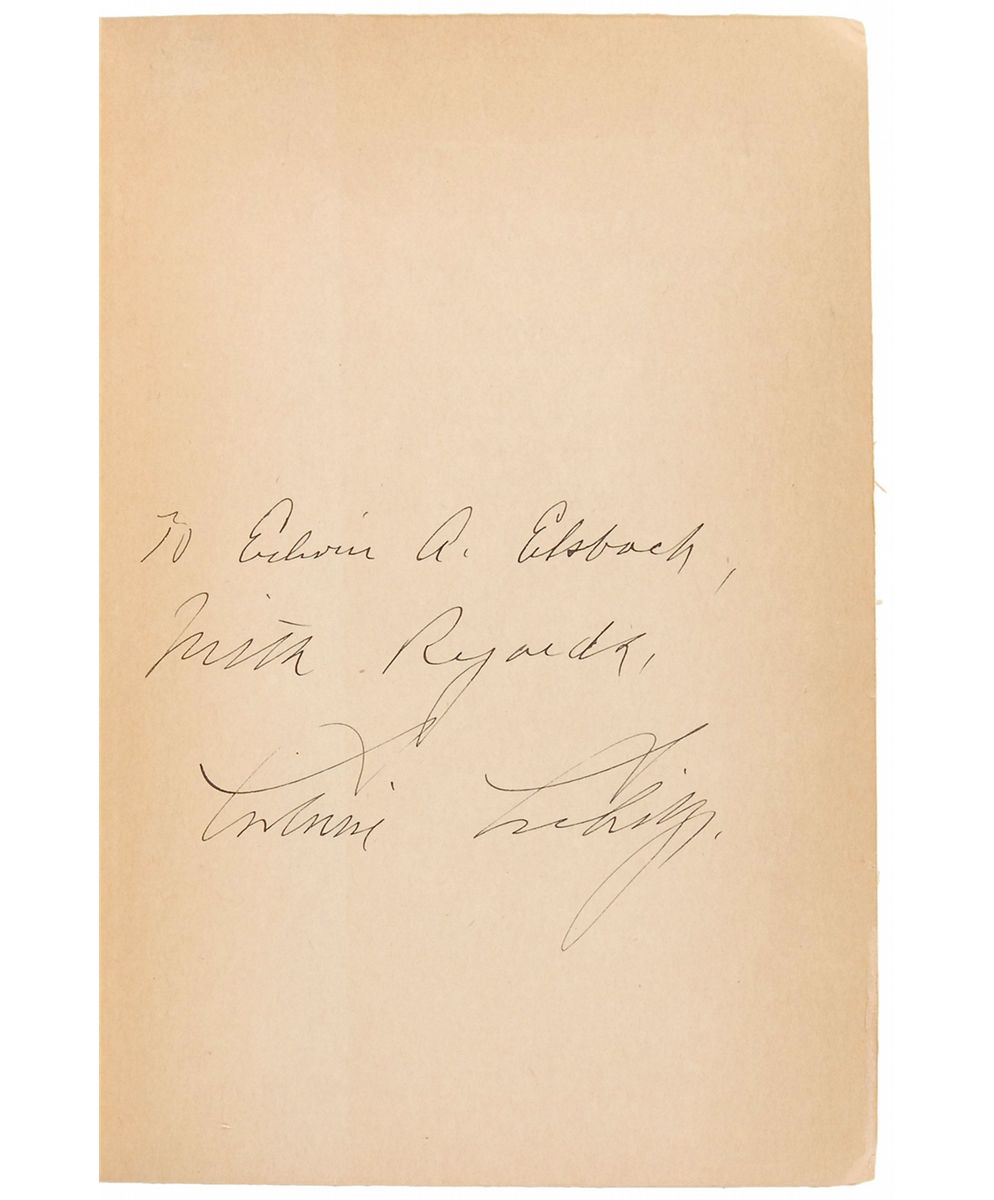 To Edwin A. Elsbach,
With Regards,